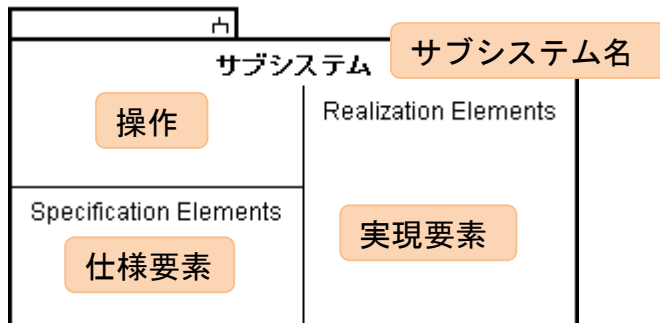 サブシステム
サブシステム名
操作
Realization Elements
Specification Elements
仕様要素
実現要素